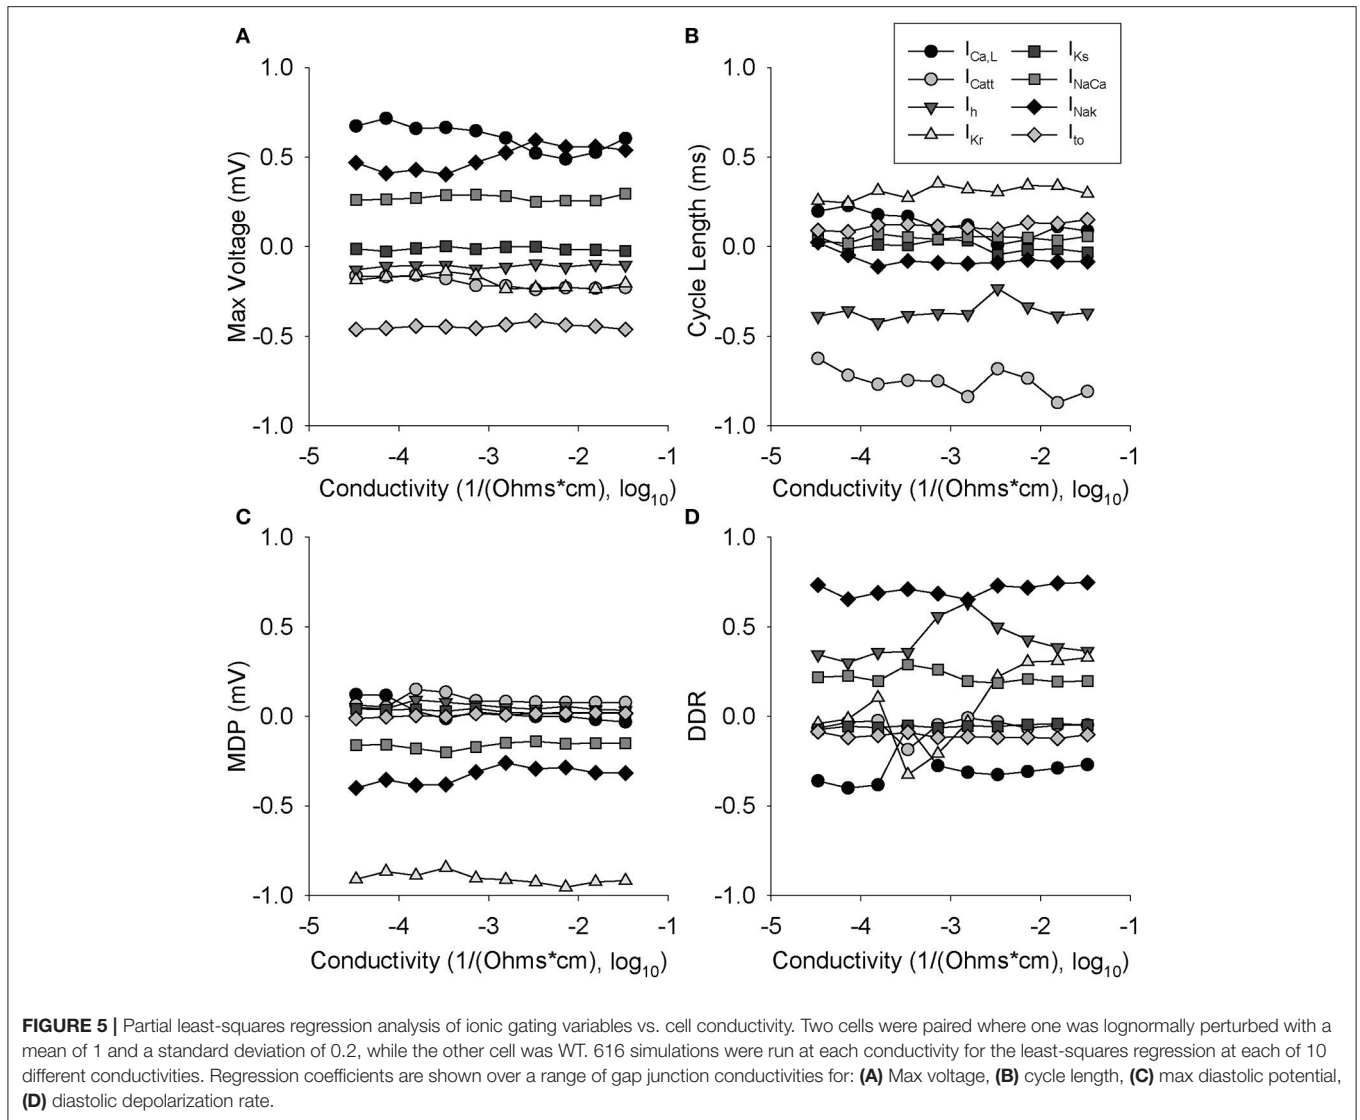 A
1.0
0.5
0.0
-0.5
-1.0
Max Voltage (mV)
-5 -4 -3 -2 -1
Conductivity (1/(Ohms*cm), log10)
B
I Ca,L I Ks
I Catt I NaCa
I h I Nak
I Kr I to
1.0
0.5
0.0
-0.5
-1.0
Cycle Length (ms)
-5 -4 -3 -2 -1
Conductivity (1/(Ohms*cm), log10)
C
1.0
0.5
0.0
-0.5
-1.0
MDP (mV)
-5 -4 -3 -2 -1
Conductivity (1/(Ohms*cm), log10)
D
1.0
0.5
0.0
-0.5
-1.0
DDR
-5 -4 -3 -2 -1
Conductivity (1/(Ohms*cm), log10)
FIGURE 5 | Partial least-squares regression analysis of ionic gating variables vs. cell conductivity. Two cells were paired where one was lognormally perturbed with a
mean of 1 and a standard deviation of 0.2, while the other cell was WT. 616 simulations were run at each conductivity for the least-squares regression at each of 10
different conductivities. Regression coefficients are shown over a range of gap junction conductivities for: (A) Max voltage, (B) cycle length, (C) max diastolic potential,
(D) diastolic depolarization rate.